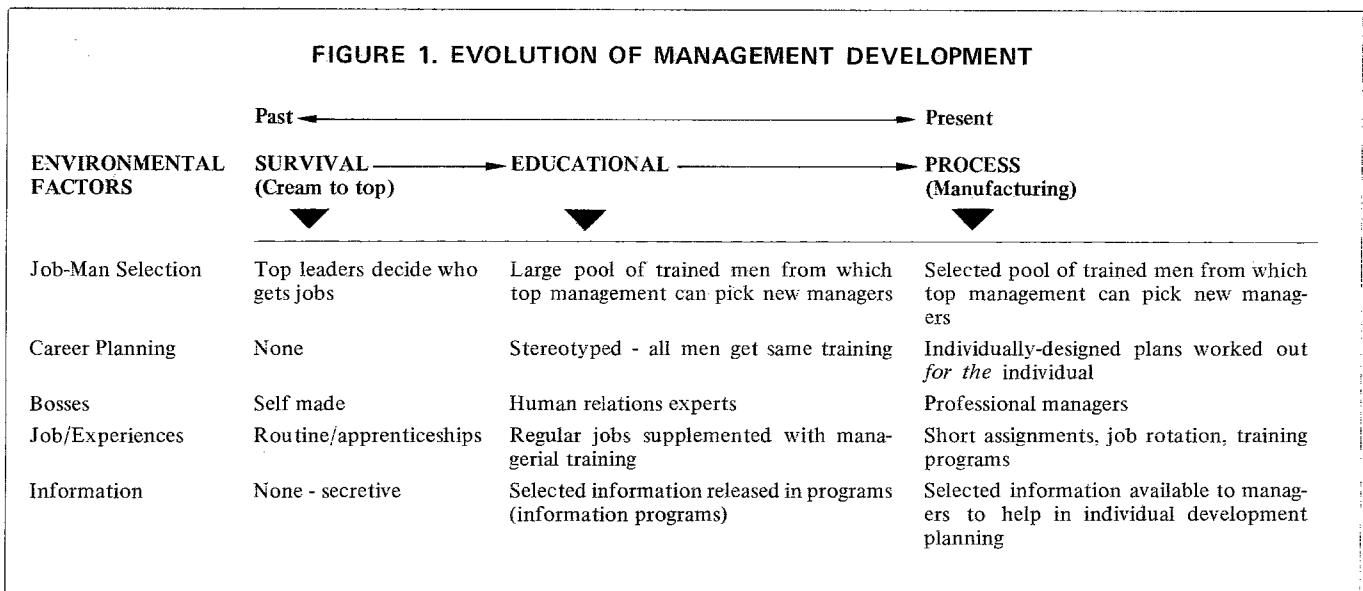 FIGURE 1. EVOLUTION OF MANAGEMENT DEVELOPMENT
Past Present
ENVIRONMENTAL SURVIVAL EDUCATIONAL PROCESS
FACTORS (Cream to top) (Manufacturing)
Job-Man Selection Top leaders decide who Large pool of trained men from which Selected pool of trained men from which
gets jobs top management can pick new managers top management can pick new manag-
ers
Career Planning None Stereotyped - all men get same training Individually-designed plans worked out
for the individual
Bosses Self made Human relations experts Professional managers
Job/Experiences Routine/apprenticeships Regular jobs supplemented with mana- Short assignments, job rotation, training
gerial training programs
Information None - secretive Selected information released in programs Selected information available to manag-
(information programs) ers to help in individual development
planning